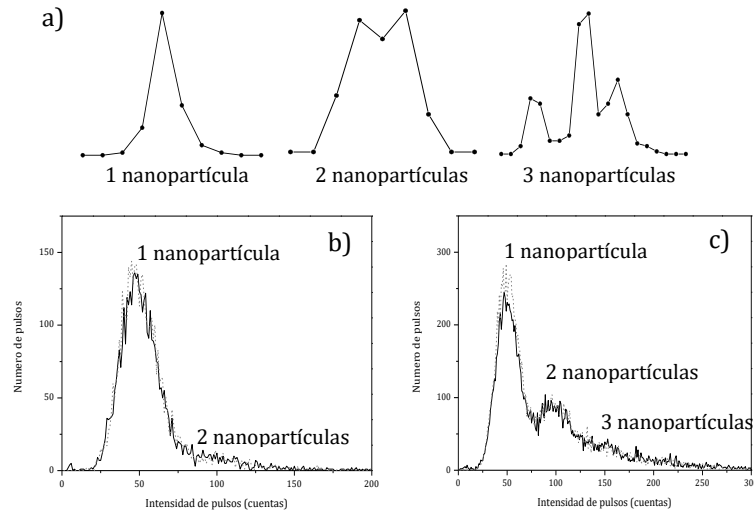 a)
1 nanopartícula
2 nanopartículas
3 nanopartículas
b)
1 nanopartícula
2 nanopartículas
Numero de pulsos
150
100
50
0
0
50
100
150
200
Intensidad de pulsos (cuentas)
c)
1 nanopartícula
2 nanopartículas
3 nanopartículas
Numero de pulsos
300
200
100
0
0
50
100
150
200
250
300
Intensidad de pulsos (cuentas)